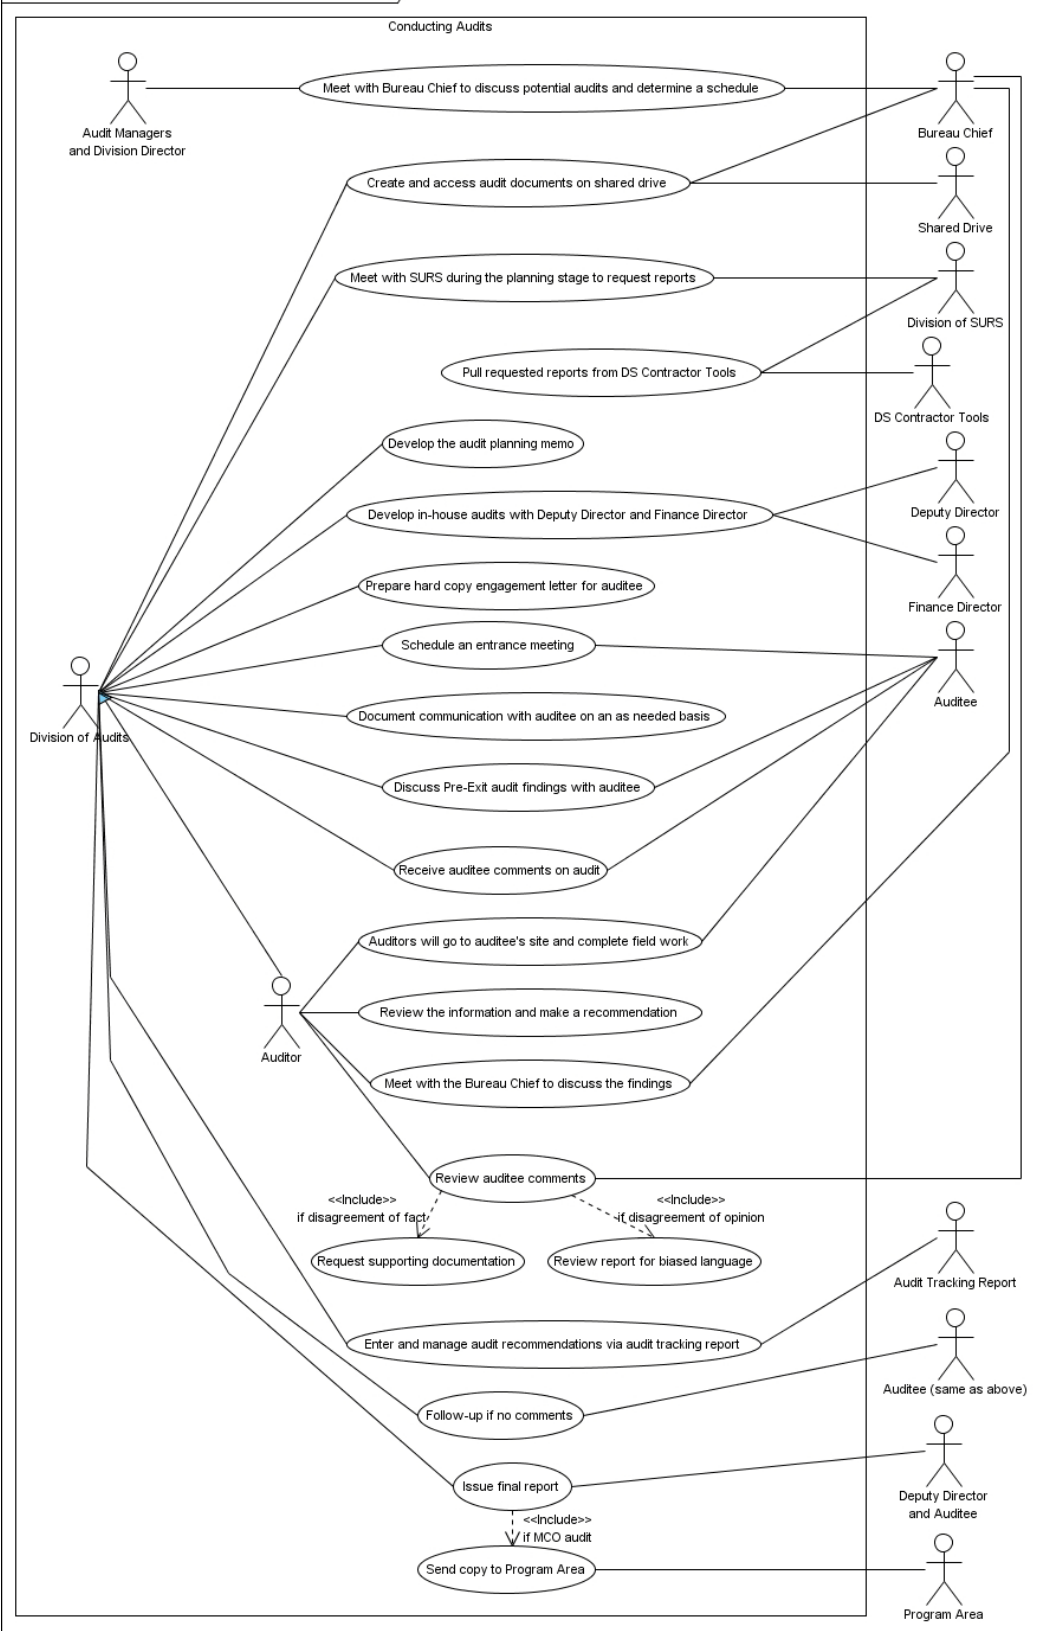 Conducting Audits
Meet with Bureau Chief to discuss potential audits and determine a schedule
Audit Managers
and Division Director
Bureau Chief
Create and access audit documents on shared drive
Shared Drive
Meet with SURS during the planning stage to request reports
Division of SURS
Pull requested reports from DS Contractor Tools
DS Contractor Tools
Develop the audit planning memo
Develop in-house audits with Deputy Director and Finance Director
Deputy Director
Prepare hard copy engagement letter for auditee
Finance Director
Schedule an entrance meeting
Auditee
Document communication with auditee on an as needed basis
Division of Audits
Discuss Pre-Exit audit findings with auditee
Receive auditee comments on audit
Auditors will go to auditee's site and complete field work
Review the information and make a recommendation
Auditor
Meet with the Bureau Chief to discuss the findings
Review auditee comments
<<Include>>
if disagreement of fact
<<Include>>
if disagreement of opinion
Request supporting documentation
Review report for biased language
Audit Tracking Report
Enter and manage audit recommendations via audit tracking report
Auditee (same as above)
Follow-up if no comments
Issue final report
Deputy Director
and Auditee
<<Include>>
if MCO audit
Send copy to Program Area
Program Area